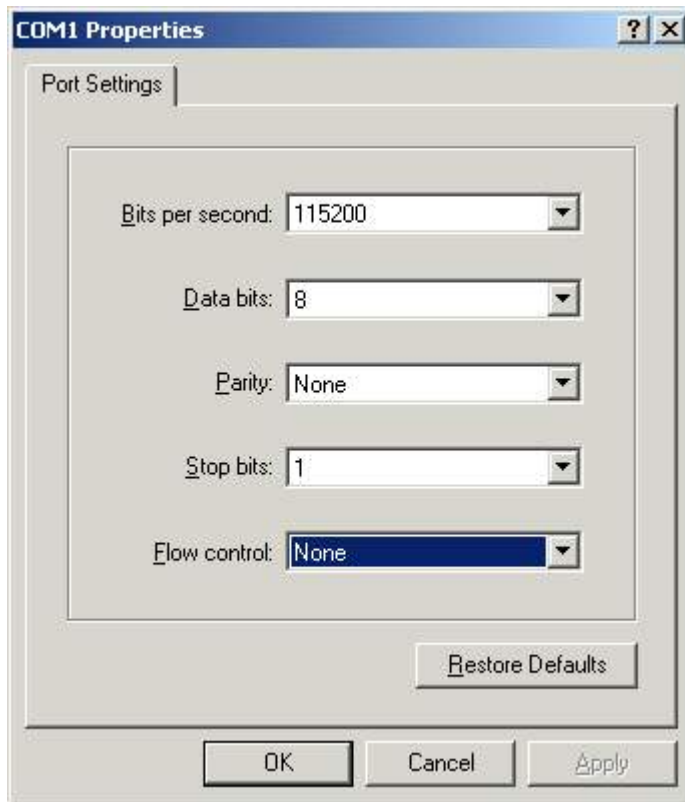 COM1 Properties
Port Settings
Bits per second: 115200
Data bits: 8
Parity: None
Stop bits: 1
Flow control: None
Restore Defaults
OK Cancel Apply